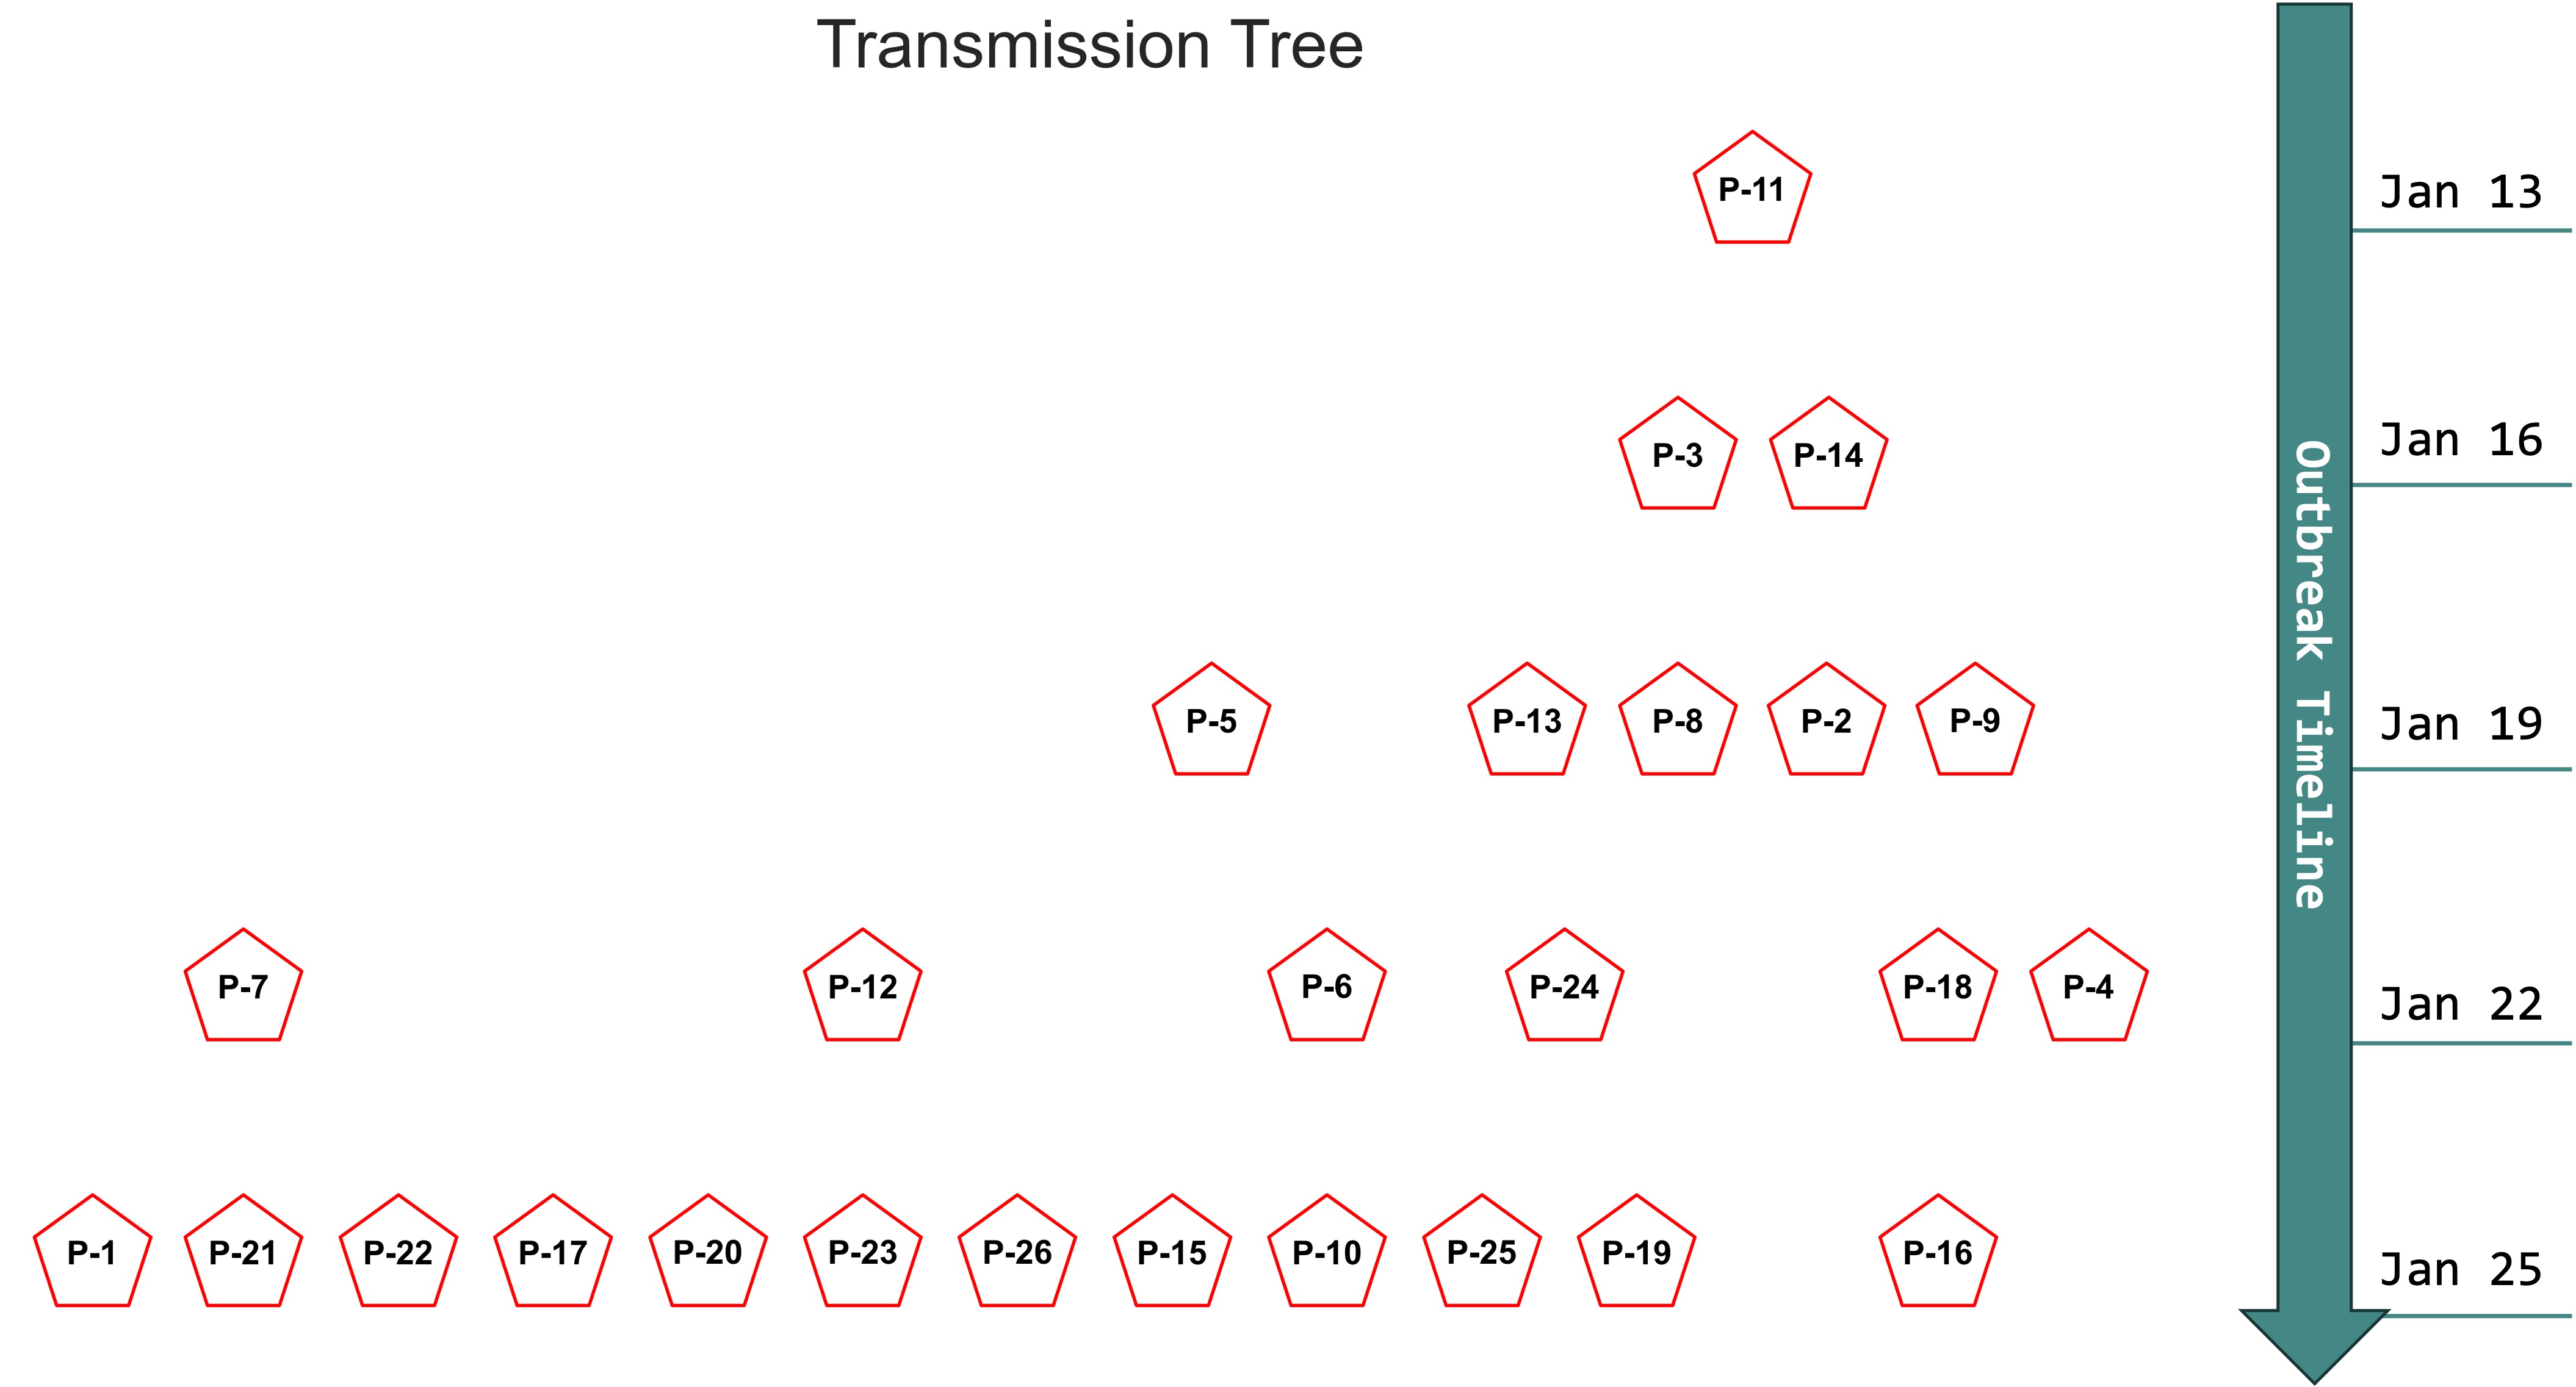 Transmission Tree
P-11
Jan 13
P-3
P-14
Jan 16
Outbreak Timeline
P-5
P-13
P-8
P-2
P-9
Jan 19
P-7
P-12
P-6
P-24
P-18
P-4
Jan 22
P-1
P-21
P-22
P-17
P-20
P-23
P-26
P-15
P-10
P-25
P-19
P-16
Jan 25